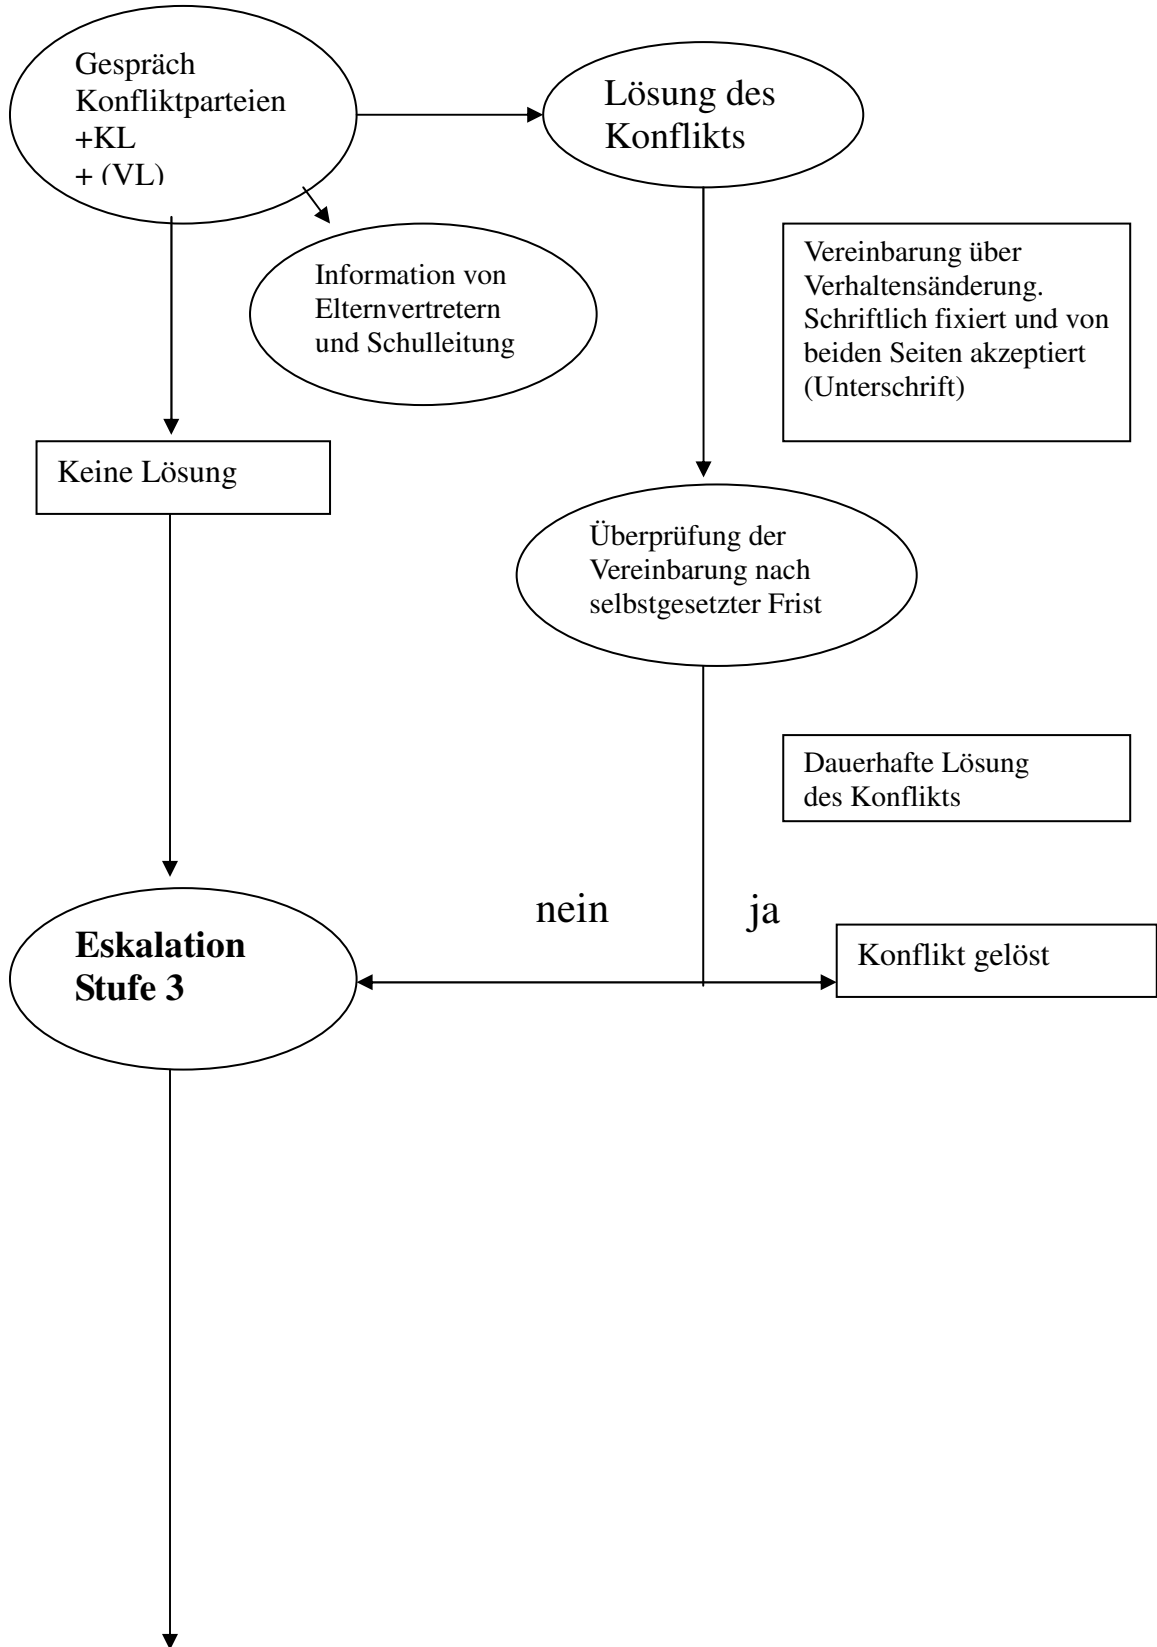 Gespräch
Konfliktparteien
+KL
+ (VL)
Lösung des
Konflikts
Information von
Elternvertretern
und Schulleitung
Vereinbarung über
Verhaltensänderung.
Schriftlich fixiert und von
beiden Seiten akzeptiert
(Unterschrift)
Keine Lösung
Überprüfung der
Vereinbarung nach
selbstgesetzter Frist
Dauerhafte Lösung
des Konflikts
nein
ja
Eskalation
Stufe 3
Konflikt gelöst